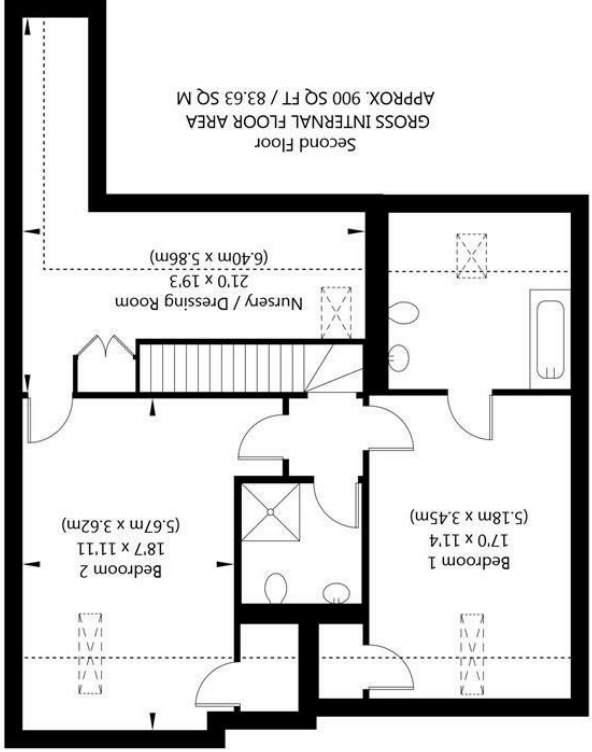 Bedroom 1
17'0 x 11'4
(5.18m x 3.45m)
Bedroom 2
18'7 x 11'11
(5.67m x 3.62m)
Nursery / Dressing Room
21'0 x 19'3
(6.40m x 5.86m)
Second Floor
GROSS INTERNAL FLOOR AREA
APPROX. 900 SQ FT / 83.63 SQ M